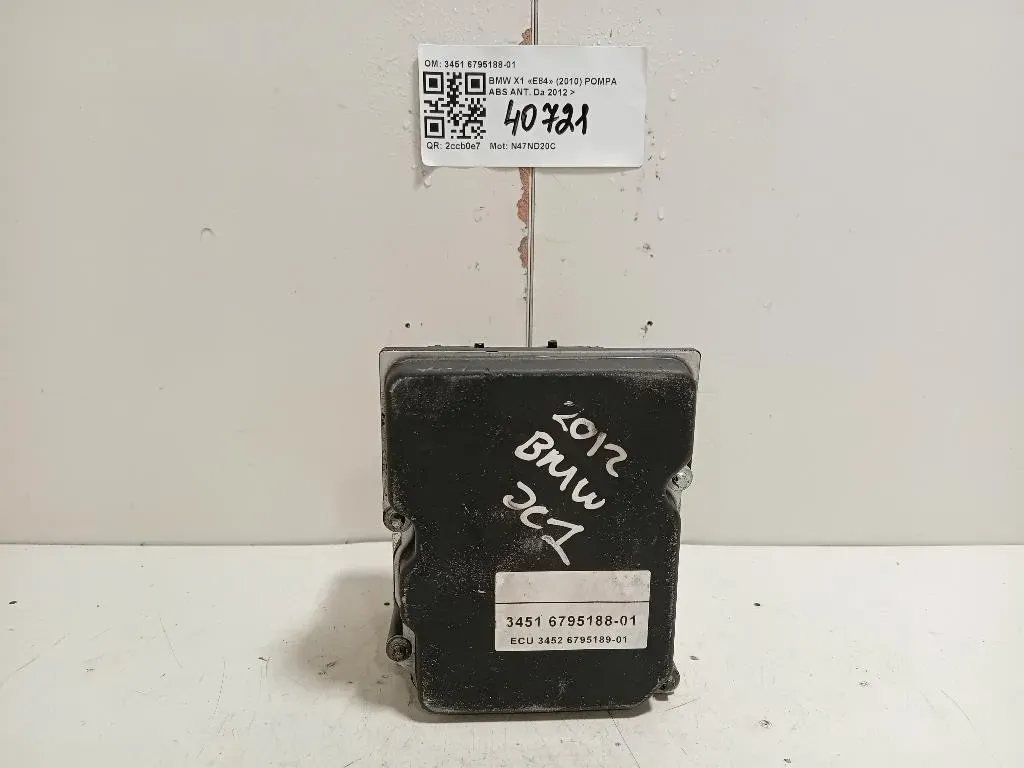 OM: 3451 6795188-01
BMW X1 «E84» (2010) POMPA
ABS ANT. Da 2012 >
40721
QR: 2ccb0e7 Mot: N47ND20C
2012
BMW
3451 6795188-01
ECU 3452 6795189-01